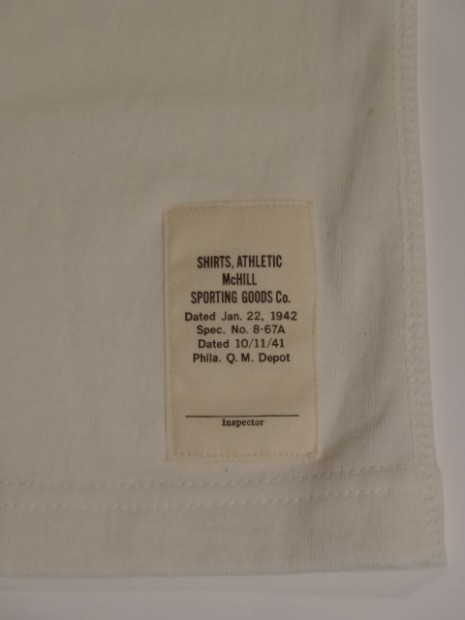 SHIRTS, ATHLETIC
McHILL
SPORTING GOODS Co.
Dated Jan. 22, 1942
Spec. No. 8-67A
Dated 10/11/41
Phila. Q. M. Depot
Inspector